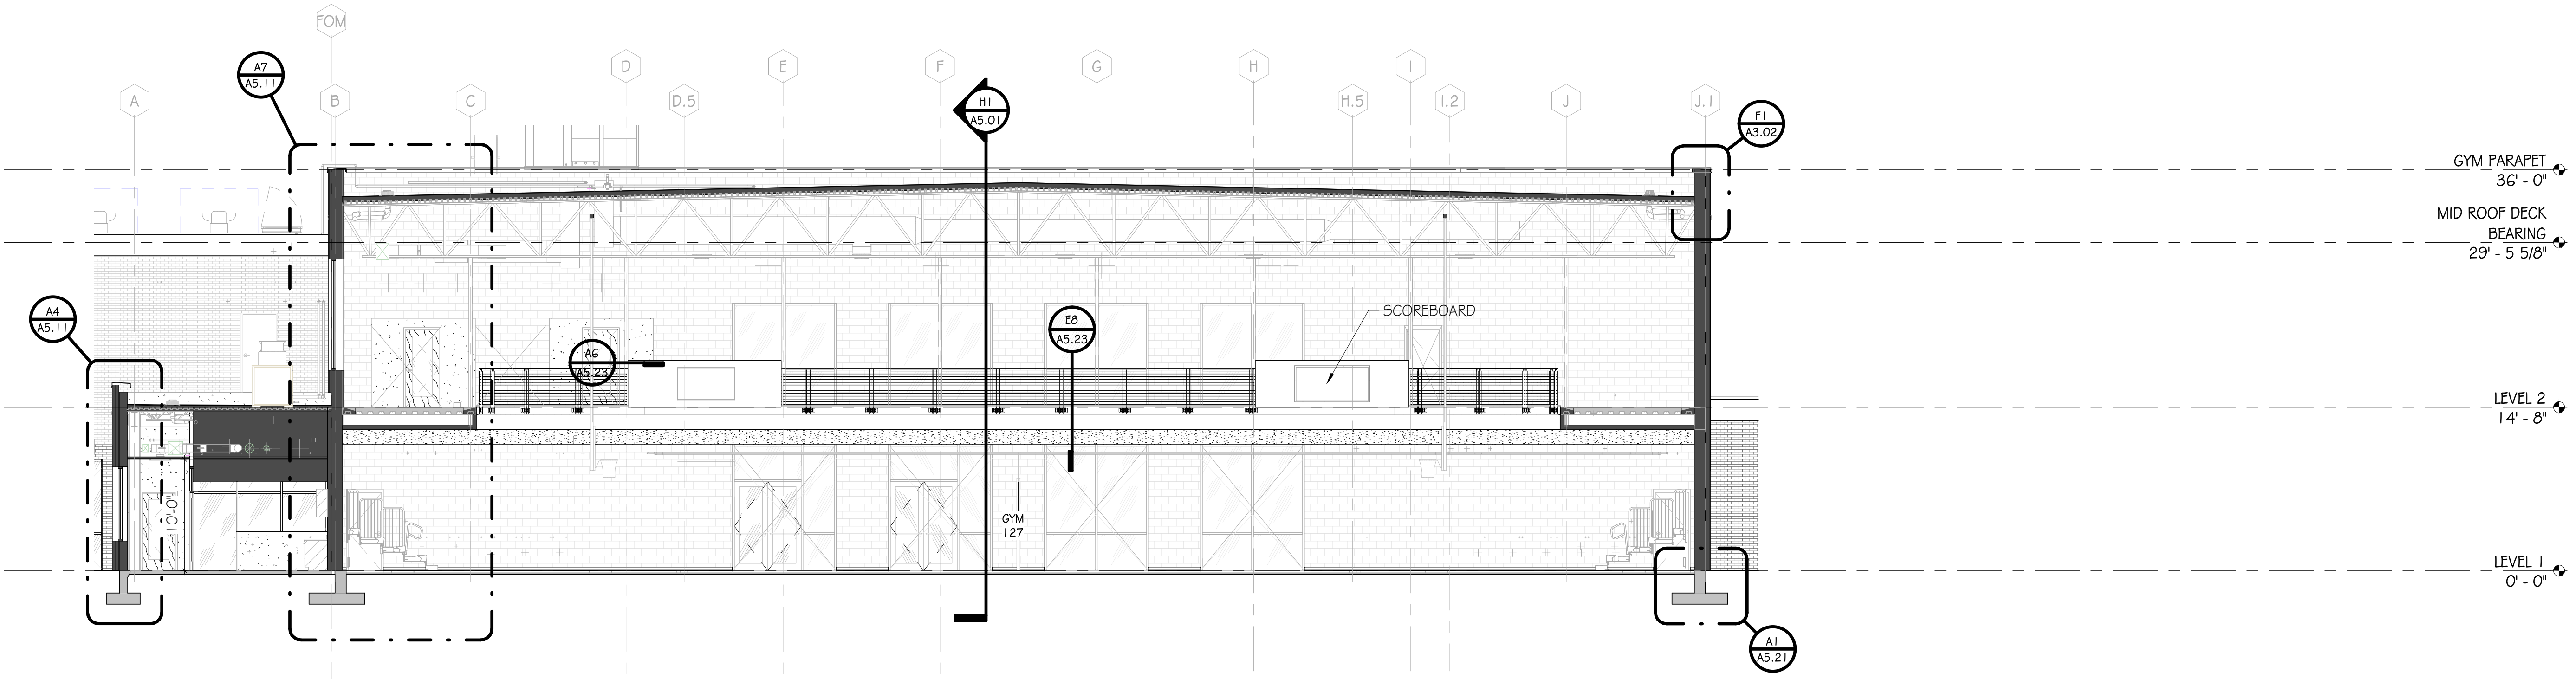 FOM
A7
A5.11
A
B
C
D
D.5
E
F
G
H
H.5
I
I.2
J
J.1
H1
A5.01
F1
A3.02
GYM PARAPET
36' - 0"
MID ROOF DECK
BEARING
29' - 5 5/8"
A4
A5.11
A6
A5.23
E8
A5.23
SCOREBOARD
LEVEL 2
14' - 8"
10'-0"
GYM
127
LEVEL 1
0' - 0"
A1
A5.21